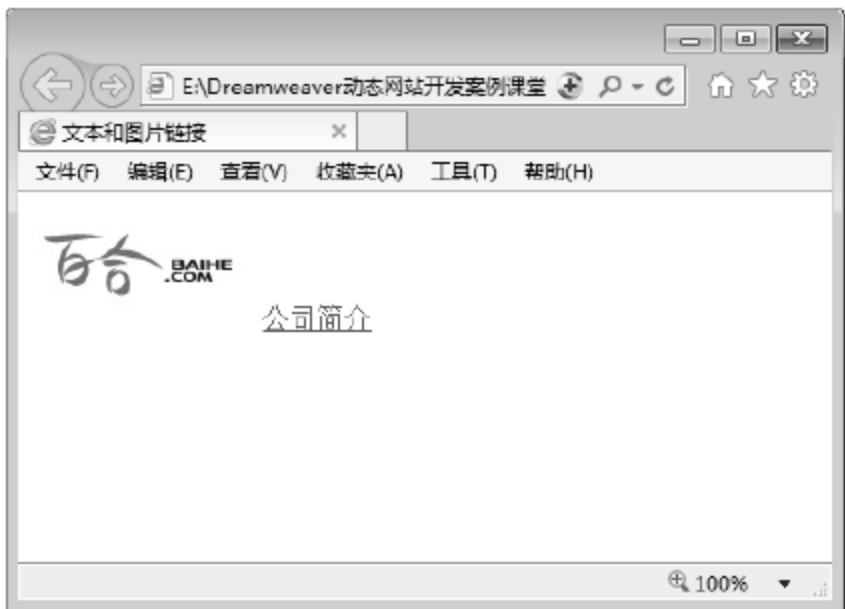 E:\Dreamweaver动态网站开发案例课堂
文本和图片链接
文件(F) 编辑(E) 查看(V) 收藏夹(A) 工具(T) 帮助(H)
百合 BAIHE
.COM
公司简介
100%